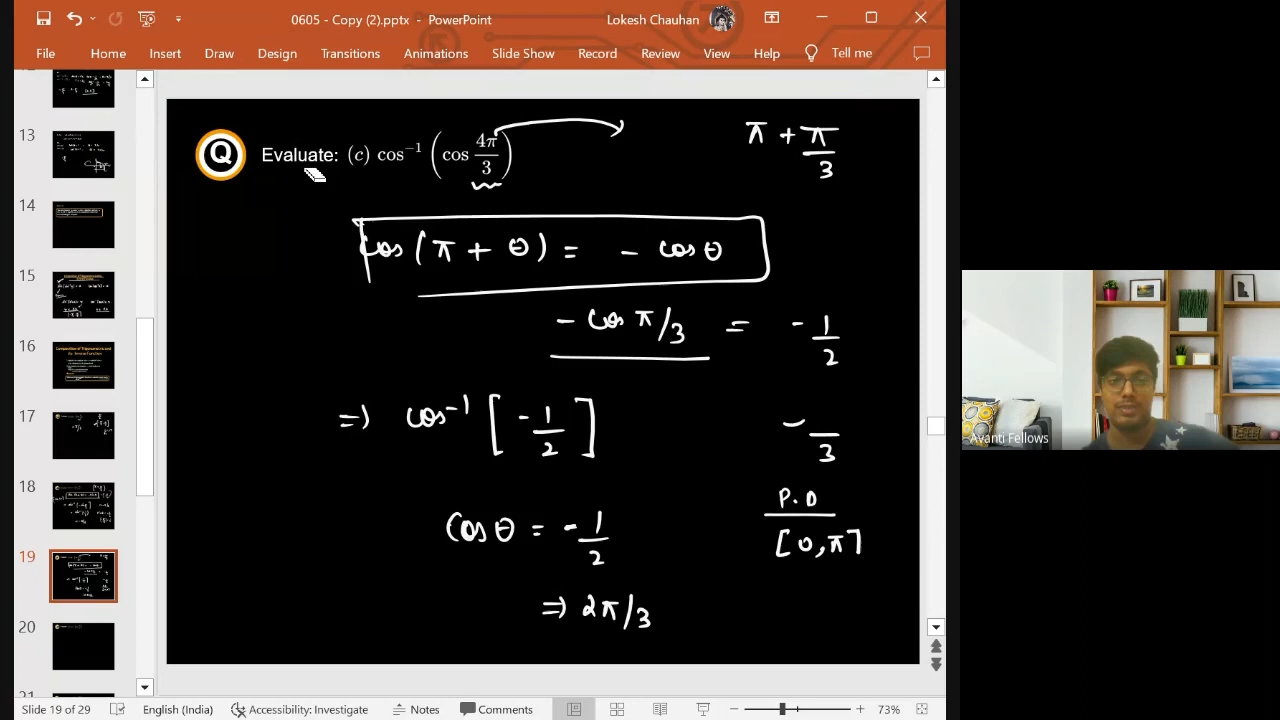 0605 - Copy (2).pptx - PowerPoint
Lokesh Chauhan
File Home Insert Draw Design Transitions Animations Slide Show Record Review View Help Tell me
13
14
15
16
17
18
19
20
Q
Evaluate: (c) cos⁻¹ (cos 4π/3)
π + π/3
cos(π + θ) = - cosθ
- cos π/3 = - 1/2
=) cos⁻¹ [- 1/2]
- /3
P.D
[0, π]
cosθ = - 1/2
=) 2π/3
Avanti Fellows
Slide 19 of 29 English (India) Accessibility: Investigate Notes Comments 73%